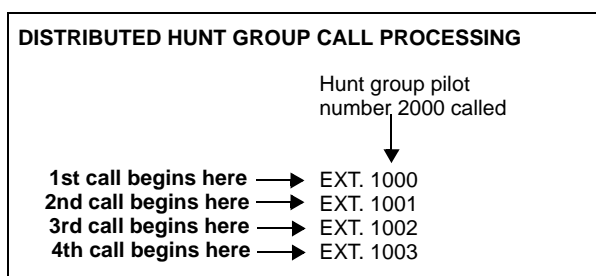 DISTRIBUTED HUNT GROUP CALL PROCESSING
Hunt group pilot
number 2000 called
1st call begins here EXT. 1000
2nd call begins here EXT. 1001
3rd call begins here EXT. 1002
4th call begins here EXT. 1003